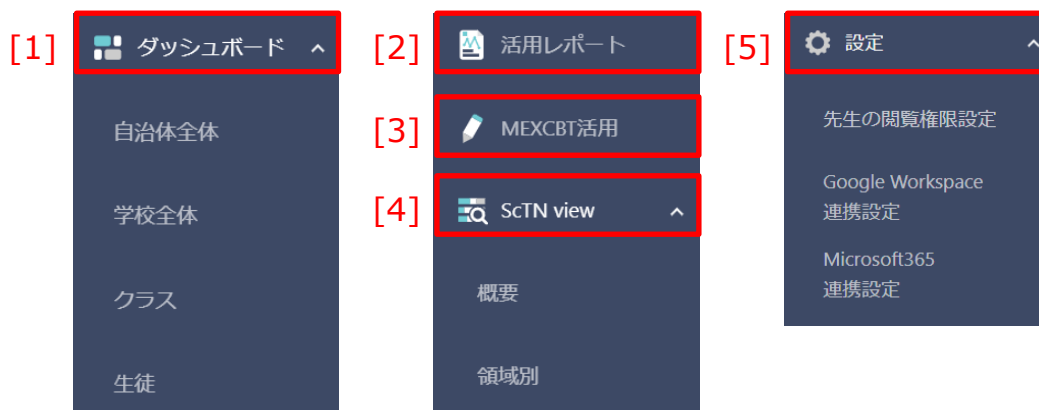 [1] ダッシュボード
自治体全体
学校全体
クラス
生徒
[2] 活用レポート
[3] MEXCBT活用
[4] ScTN view
概要
領域別
[5] 設定
先生の閲覧権限設定
Google Workspace
連携設定
Microsoft365
連携設定